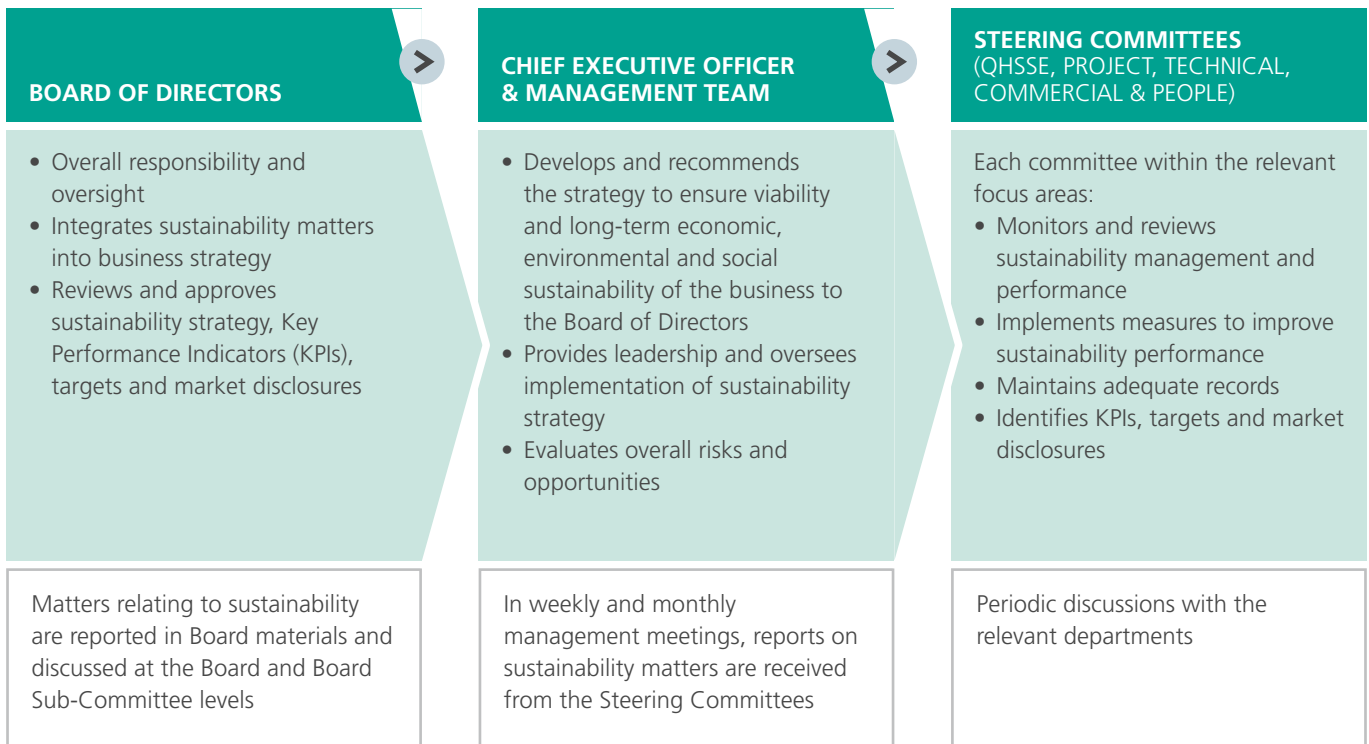 BOARD OF DIRECTORS
• Overall responsibility and
oversight
• Integrates sustainability matters
into business strategy
• Reviews and approves
sustainability strategy, Key
Performance Indicators (KPIs),
targets and market disclosures
Matters relating to sustainability
are reported in Board materials and
discussed at the Board and Board
Sub-Committee levels
CHIEF EXECUTIVE OFFICER
& MANAGEMENT TEAM
• Develops and recommends
the strategy to ensure viability
and long-term economic,
environmental and social
sustainability of the business to
the Board of Directors
• Provides leadership and oversees
implementation of sustainability
strategy
• Evaluates overall risks and
opportunities
In weekly and monthly
management meetings, reports on
sustainability matters are received
from the Steering Committees
STEERING COMMITTEES
(QHSSE, PROJECT, TECHNICAL,
COMMERCIAL & PEOPLE)
Each committee within the relevant
focus areas:
• Monitors and reviews
sustainability management and
performance
• Implements measures to improve
sustainability performance
• Maintains adequate records
• Identifies KPIs, targets and market
disclosures
Periodic discussions with the
relevant departments